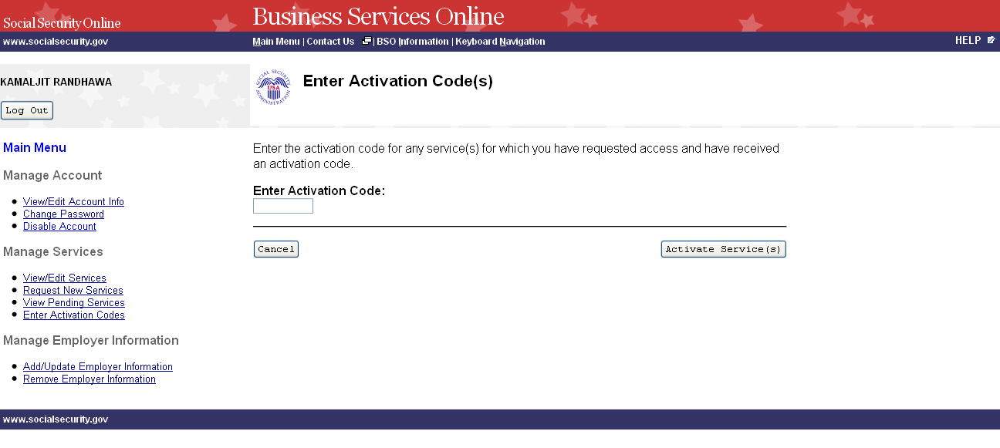 Social Security Online
Business Services Online
www.socialsecurity.gov
Main Menu | Contact Us | BSO Information | Keyboard Navigation
HELP
KAMALJIT RANDHAWA
Log Out
SOCIAL SECURITY ADMINISTRATION
USA
Enter Activation Code(s)
Main Menu
Manage Account
View/Edit Account Info
Change Password
Disable Account
Manage Services
View/Edit Services
Request New Services
View Pending Services
Enter Activation Codes
Manage Employer Information
Add/Update Employer Information
Remove Employer Information
Enter the activation code for any service(s) for which you have requested access and have received
an activation code.
Enter Activation Code:
Cancel
Activate Service(s)
www.socialsecurity.gov